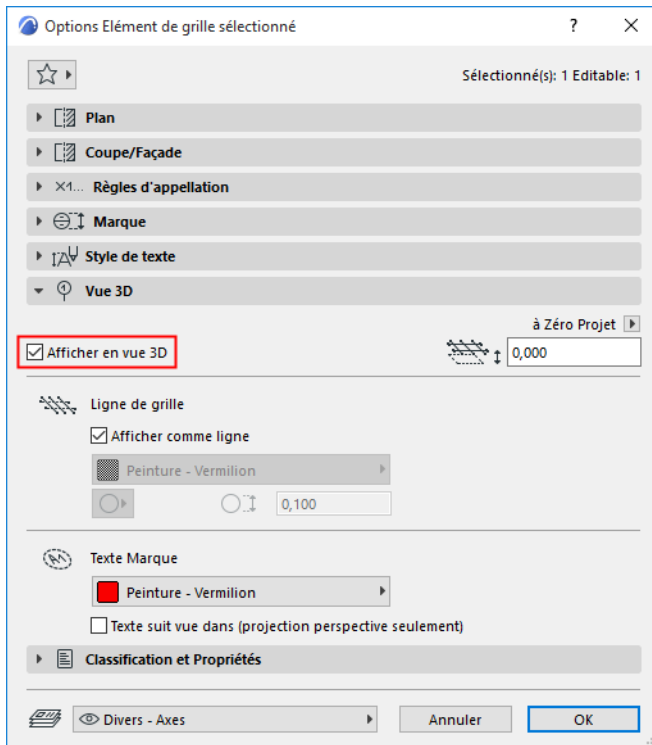 Options Elément de grille sélectionné
?
Sélectionné(s): 1 Editable: 1
Plan
Coupe/Façade
X1... Règles d'appellation
Marque
Style de texte
Vue 3D
à Zéro Projet
Afficher en vue 3D
0,000
Ligne de grille
Afficher comme ligne
Peinture - Vermilion
0,100
Texte Marque
Peinture - Vermilion
Texte suit vue dans (projection perspective seulement)
Classification et Propriétés
Divers - Axes
Annuler
OK